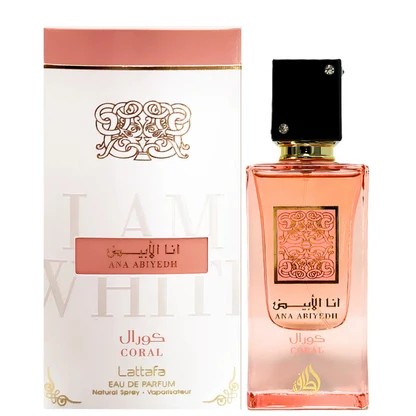 I AM
WHITE
انا الأبيض
ANA ABIYEDH
كورال
CORAL
Lattafa
EAU DE PARFUM
Natural Spray - Vaporisateur
انا الأبيض
ANA ABIYEDH
كورال
CORAL
لطافة